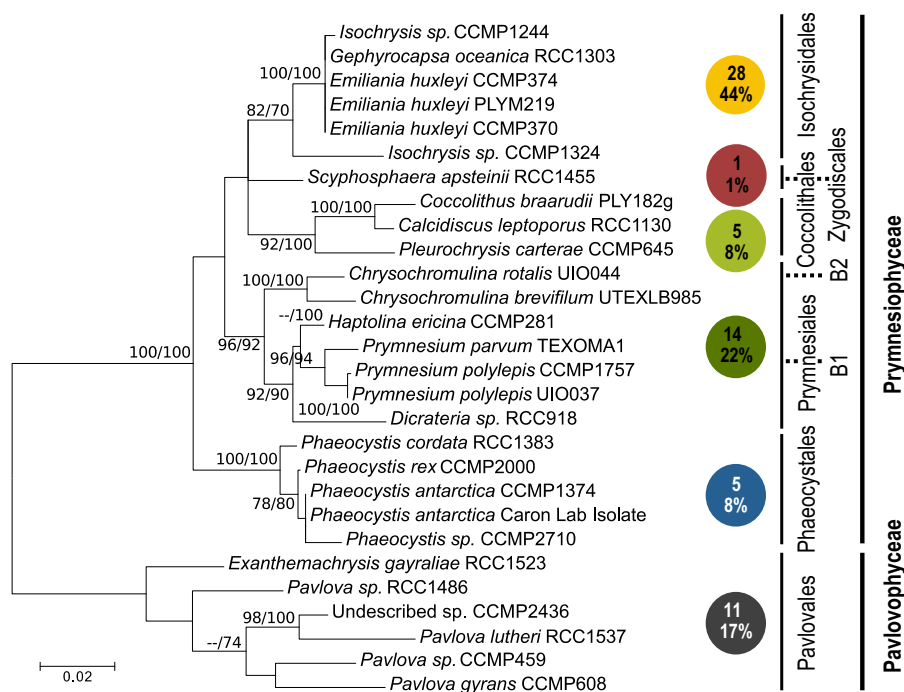 Isochrysis sp. CCMP1244
Gephyrocapsa oceanica RCC1303
100/100
Emiliania huxleyi CCMP374
Emiliania huxleyi PLYM219
82/70
Emiliania huxleyi CCMP370
Isochrysis sp. CCMP1324
Scyphosphaera apsteinii RCC1455
100/100
Coccolithus braarudii PLY182g
Calcidiscus leptoporus RCC1130
92/100
Pleurochrysis carterae CCMP645
100/100
Chrysochromulina rotalis UIO044
Chrysochromulina brevifilum UTEXLB985
--/100
Haptolina ericina CCMP281
96/92
100/100
96/94
Prymnesium parvum TEXOMA1
Prymnesium polylepis CCMP1757
92/90
Prymnesium polylepis UIO037
100/100
Dicrateria sp. RCC918
Phaeocystis cordata RCC1383
100/100
Phaeocystis rex CCMP2000
78/80
Phaeocystis antarctica CCMP1374
Phaeocystis antarctica Caron Lab Isolate
Phaeocystis sp. CCMP2710
Exanthemachrysis gayraliae RCC1523
Pavlova sp. RCC1486
98/100
Undescribed sp. CCMP2436
--/74
Pavlova lutheri RCC1537
Pavlova sp. CCMP459
Pavlova gyrans CCMP608
0.02
28
44%
1
1%
5
8%
14
22%
5
8%
11
17%
Isochrysidales
Coccolithales
Zygodiscales
Prymnesiales
B2
B1
Phaeocystales
Pavlovales
Prymnesiophyceae
Pavlovophyceae